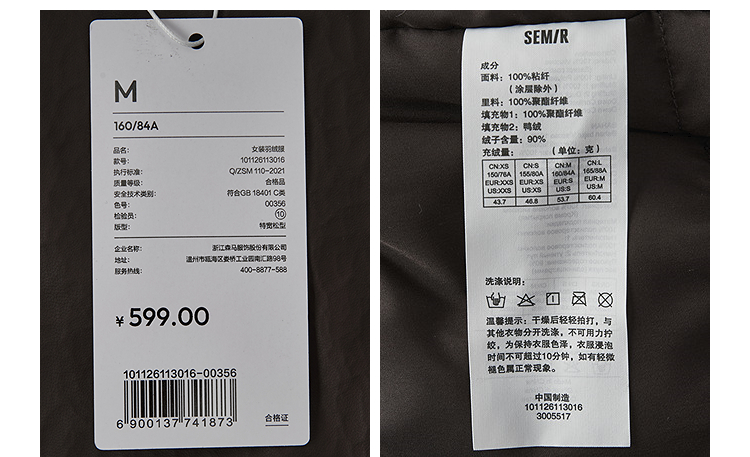 M
160/84A
品名: 女装羽绒服
款号: 101126113016
执行标准: Q/ZSM 110-2021
质量等级: 合格品
安全技术类别: 符合GB 18401 C类
色号: 00356
检验员: 10
版型: 特宽松型
企业名称: 浙江森马服饰股份有限公司
地址: 温州市瓯海区娄桥工业园南汇路98号
服务热线: 400-8877-588
¥ 599.00
101126113016-00356
6 900137 741873
合格证
SEM/R
成分
面料: 100%粘纤
(涂层除外)
里料: 100%聚酯纤维
填充物1: 100%聚酯纤维
填充物2: 鸭绒
绒子含量: 90%
充绒量: (单位: 克)
CN:XS CN:S CN:M CN:L
150/76A 155/80A 160/84A 165/88A
EUR:XXS EUR:XS EUR:S EUR:M
US:XXS US:XS US:S US:M
43.7 46.8 53.7 60.4
洗涤说明:
温馨提示: 干燥后轻轻拍打, 与
其他衣物分开洗涤, 不可用力拧
绞, 为保持衣服色泽, 衣服浸泡
时间不可超过10分钟, 如有轻微
褪色属正常现象。
中国制造
101126113016
3005517